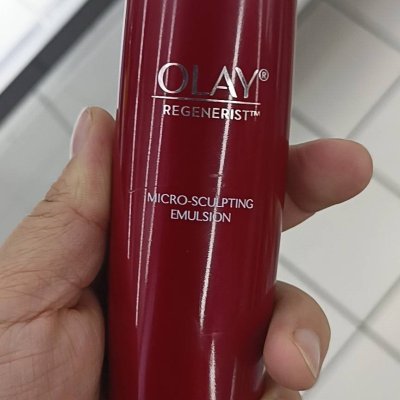 OLAY®
REGENERIST™
MICRO-SCULPTING
EMULSION